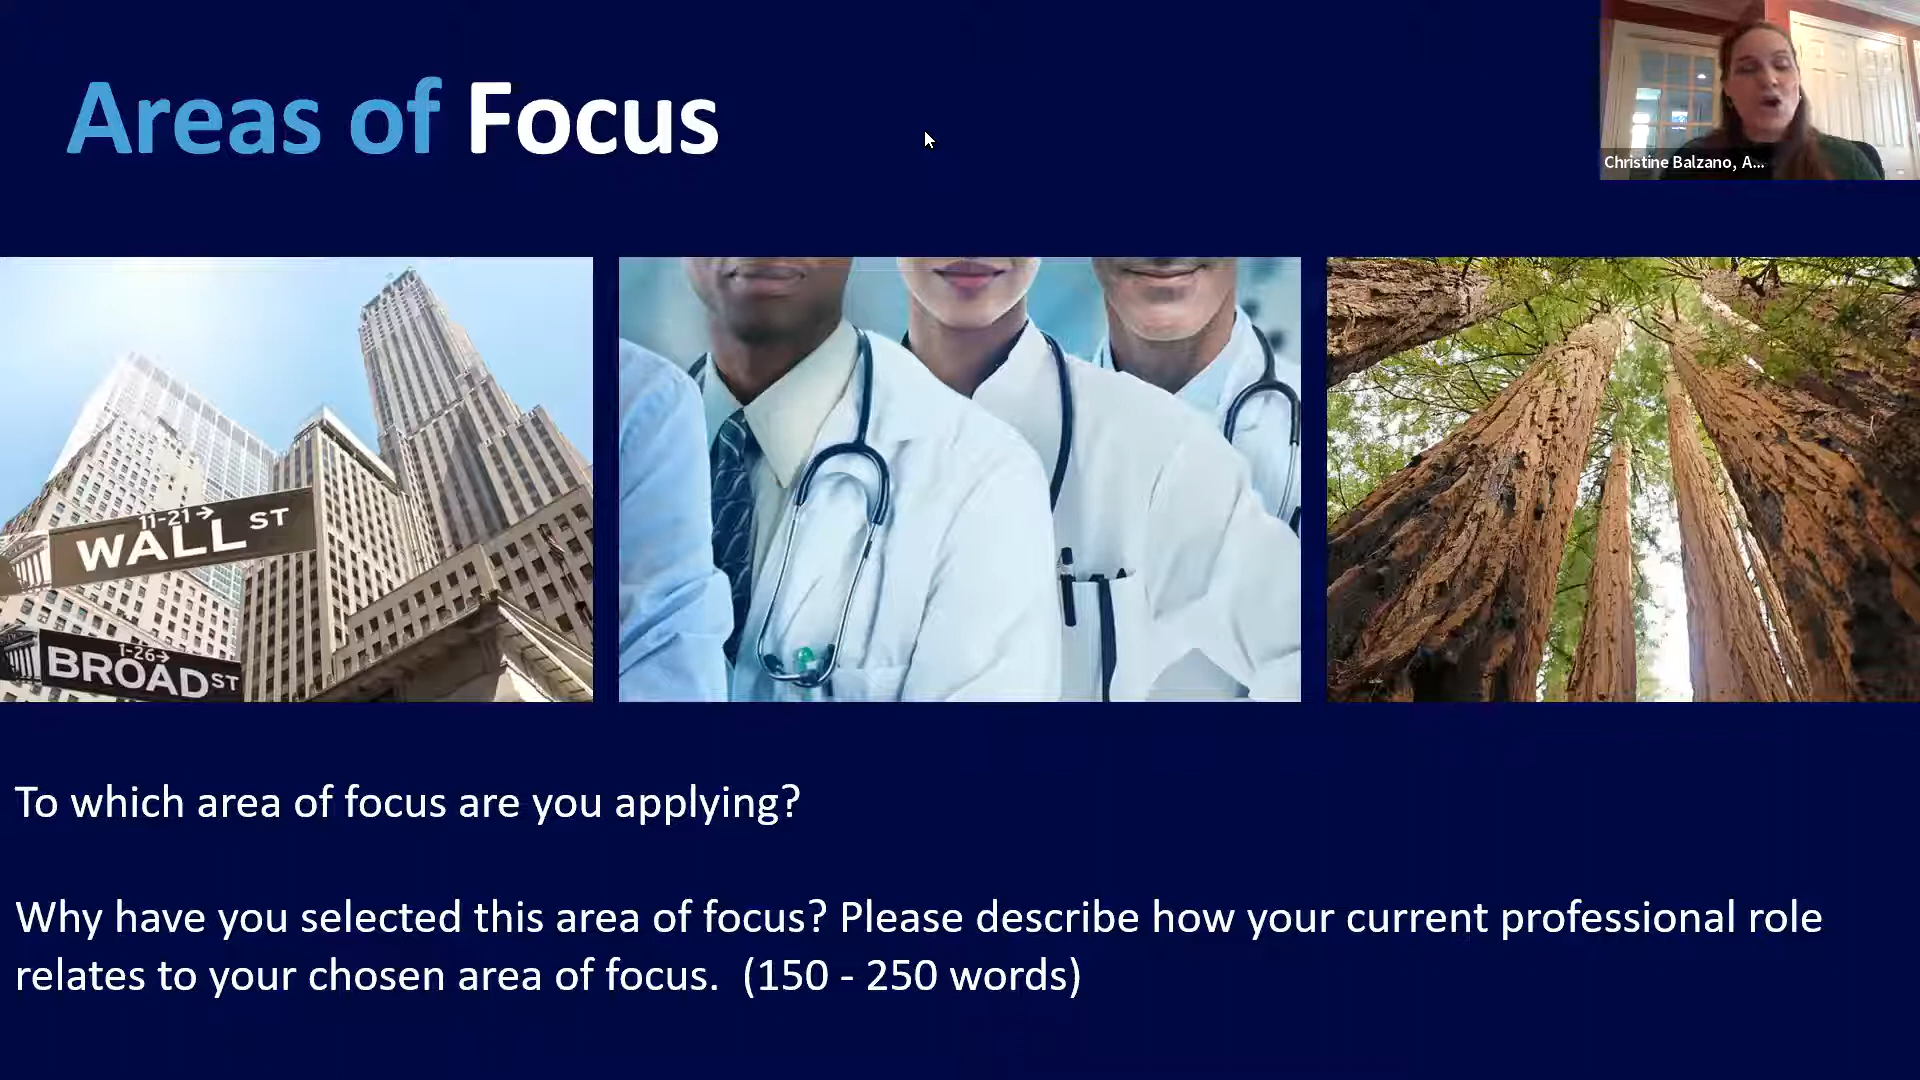 Areas of Focus
Christine Balzano, A...
11-21→
WALL ST
1-26→
BROAD ST
To which area of focus are you applying?
Why have you selected this area of focus? Please describe how your current professional role
relates to your chosen area of focus. (150 - 250 words)